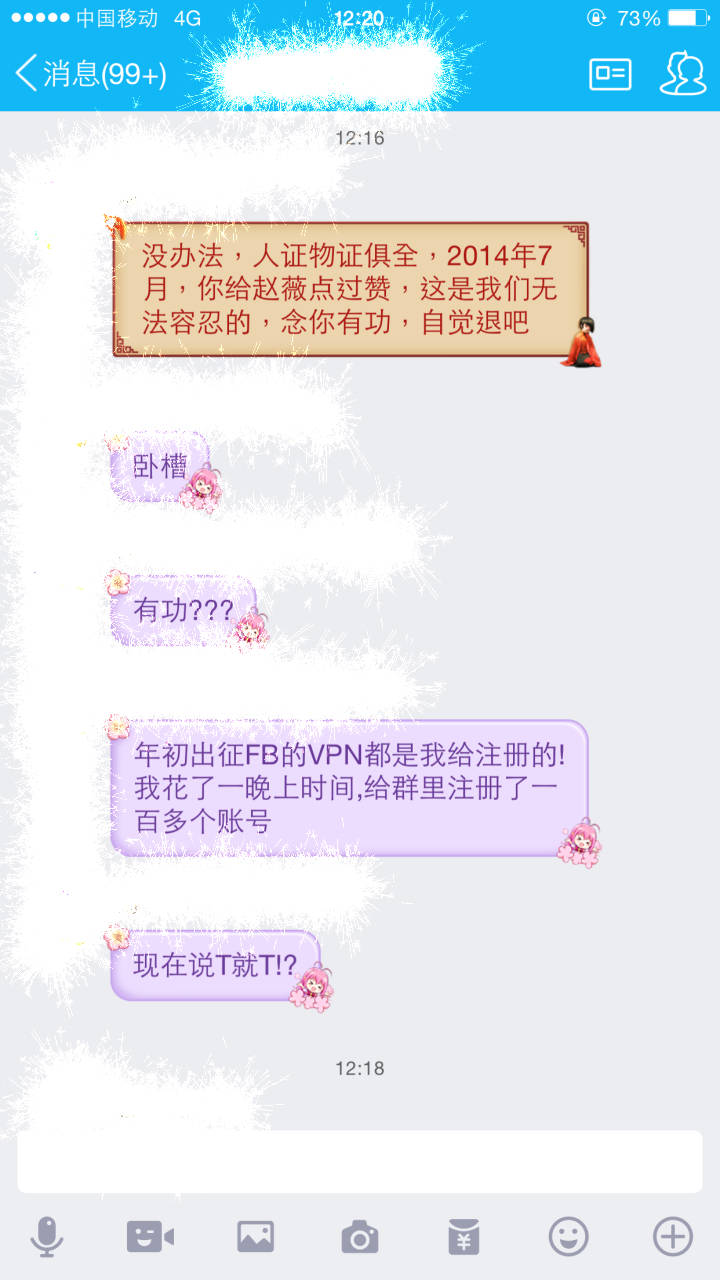 中国移动 4G 12:20 73%
消息(99+)
12:16
没办法，人证物证俱全，2014年7
月，你给赵薇点过赞，这是我们无
法容忍的，念你有功，自觉退吧
卧槽
有功???
年初出征FB的VPN都是我给注册的!
我花了一晚上时间,给群里注册了一
百多个账号
现在说T就T!?
12:18